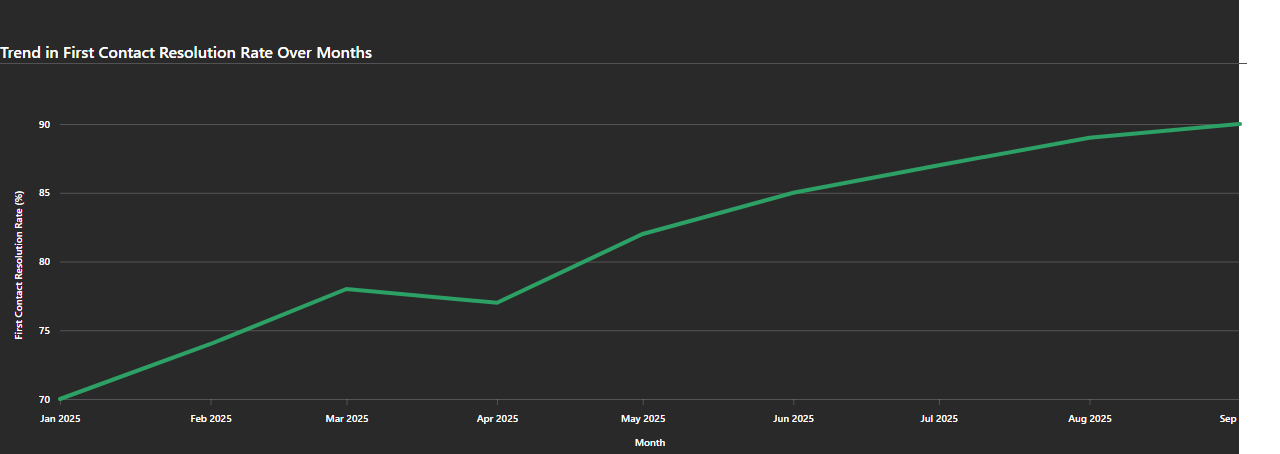 Trend in First Contact Resolution Rate Over Months
90
85
80
75
70
First Contact Resolution Rate (%)
Jan 2025 Feb 2025 Mar 2025 Apr 2025 May 2025 Jun 2025 Jul 2025 Aug 2025 Sep
Month